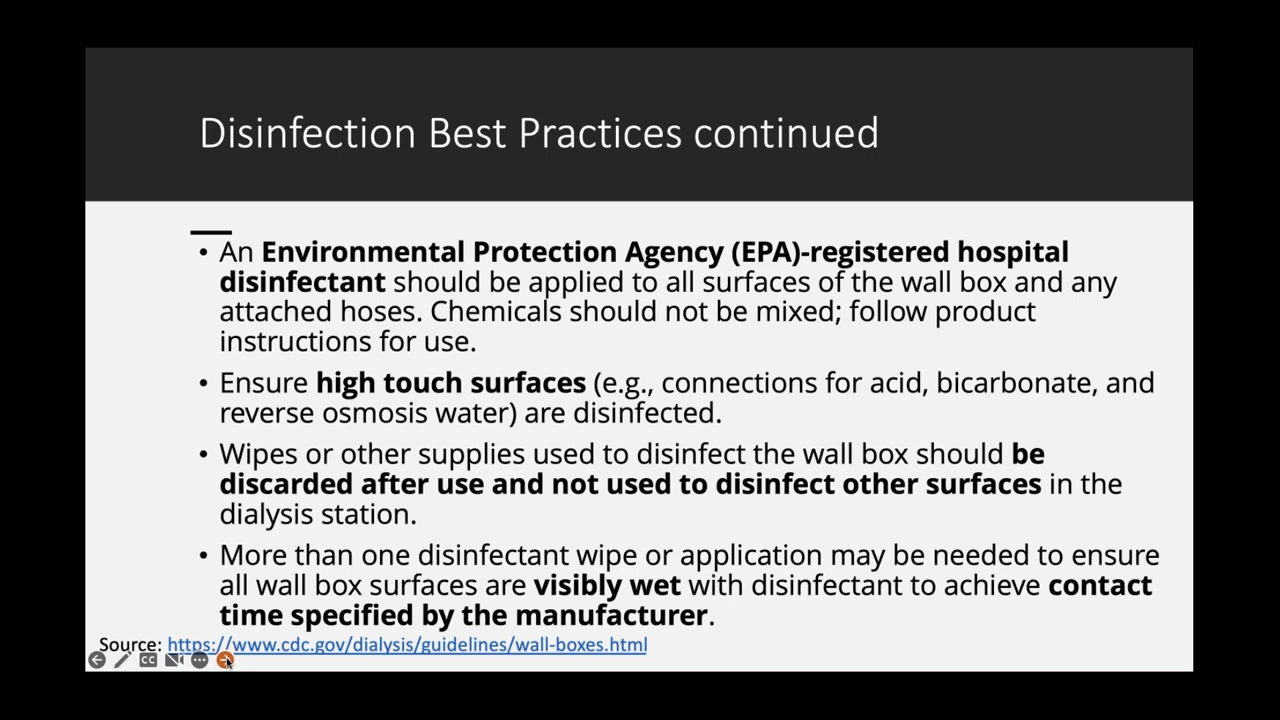 Disinfection Best Practices continued
• An Environmental Protection Agency (EPA)-registered hospital
disinfectant should be applied to all surfaces of the wall box and any
attached hoses. Chemicals should not be mixed; follow product
instructions for use.
• Ensure high touch surfaces (e.g., connections for acid, bicarbonate, and
reverse osmosis water) are disinfected.
• Wipes or other supplies used to disinfect the wall box should be
discarded after use and not used to disinfect other surfaces in the
dialysis station.
• More than one disinfectant wipe or application may be needed to ensure
all wall box surfaces are visibly wet with disinfectant to achieve contact
time specified by the manufacturer.
Source: https://www.cdc.gov/dialysis/guidelines/wall-boxes.html
CC